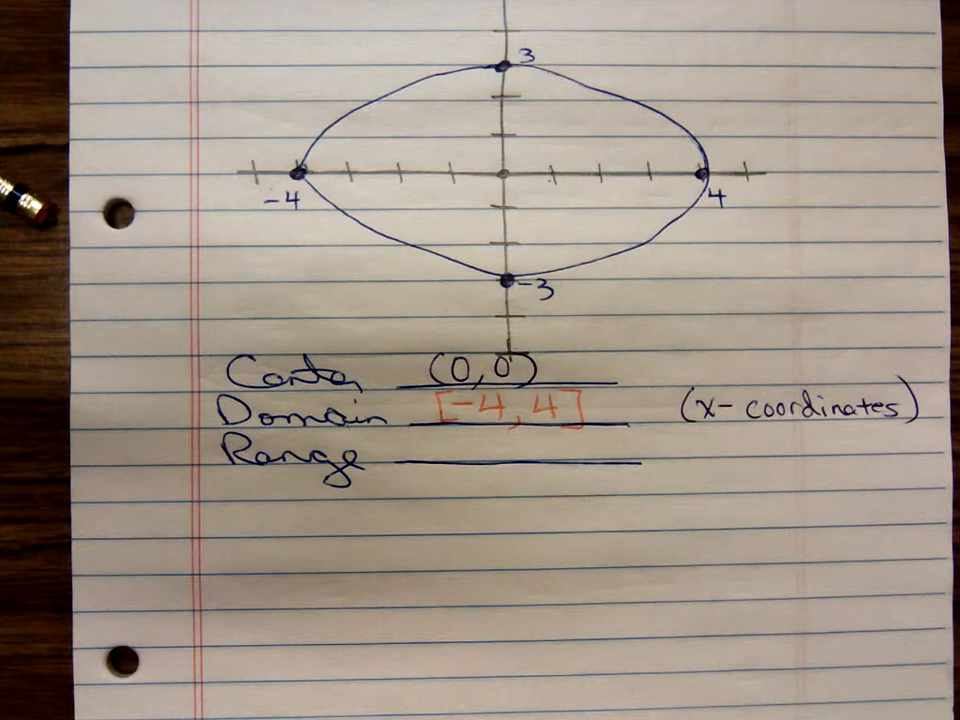 3
-4
4
-3
Center (0,0)
Domain [-4, 4] (x- coordinates)
Range